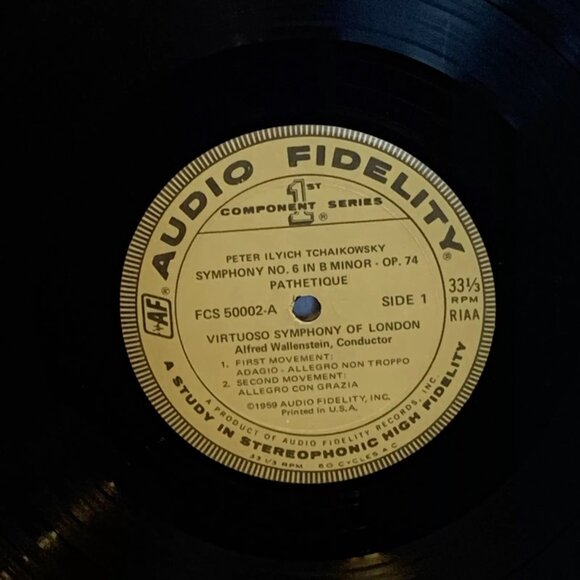 AUDIO FIDELITY®
1ST
COMPONENT SERIES
®
PETER ILYICH TCHAIKOWSKY
SYMPHONY NO. 6 IN B MINOR - OP. 74
PATHETIQUE
FCS 50002-A
SIDE 1
33⅓
RPM
RIAA
AF®
VIRTUOSO SYMPHONY OF LONDON
Alfred Wallenstein, Conductor
1. FIRST MOVEMENT:
ADAGIO - ALLEGRO NON TROPPO
2. SECOND MOVEMENT:
ALLEGRO CON GRAZIA
©1959 AUDIO FIDELITY, INC.
Printed in U.S.A.
A PRODUCT OF AUDIO FIDELITY RECORDS, INC.
A STUDY IN STEREOPHONIC HIGH FIDELITY
33 1/3 RPM 60 CYCLES A C